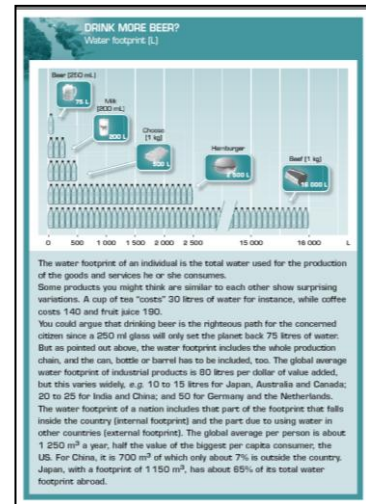 DRINK MORE BEER?
Water footprint (L)
Beer (250 mL)
75 L
Milk
(200 mL)
200 L
Cheese
(1 kg)
500 L
Hamburger
2 500 L
Beef (1 kg)
16 000 L
0 500 1 000 1 500 2 000 2 500 15 000 16 000 L
The water footprint of an individual is the total water used for the production
of the goods and services he or she consumes.
Some products you might think are similar to each other show surprising
variations. A cup of tea "costs" 30 litres of water for instance, while coffee
costs 140 and fruit juice 190.
You could argue that drinking beer is the righteous path for the concerned
citizen since a 250 ml glass will only set the planet back 75 litres of water.
But as pointed out above, the water footprint includes the whole production
chain, and the can, bottle or barrel has to be included, too. The global average
water footprint of industrial products is 80 litres per dollar of value added,
but this varies widely, e.g. 10 to 15 litres for Japan, Australia and Canada;
20 to 25 for India and China; and 50 for Germany and the Netherlands.
The water footprint of a nation includes that part of the footprint that falls
inside the country (internal footprint) and the part due to using water in
other countries (external footprint). The global average per person is about
1 250 m³ a year, half the value of the biggest per capita consumer, the
US. For China, it is 700 m³ of which only about 7% is outside the country.
Japan, with a footprint of 1 150 m³, has about 65% of its total water
footprint abroad.